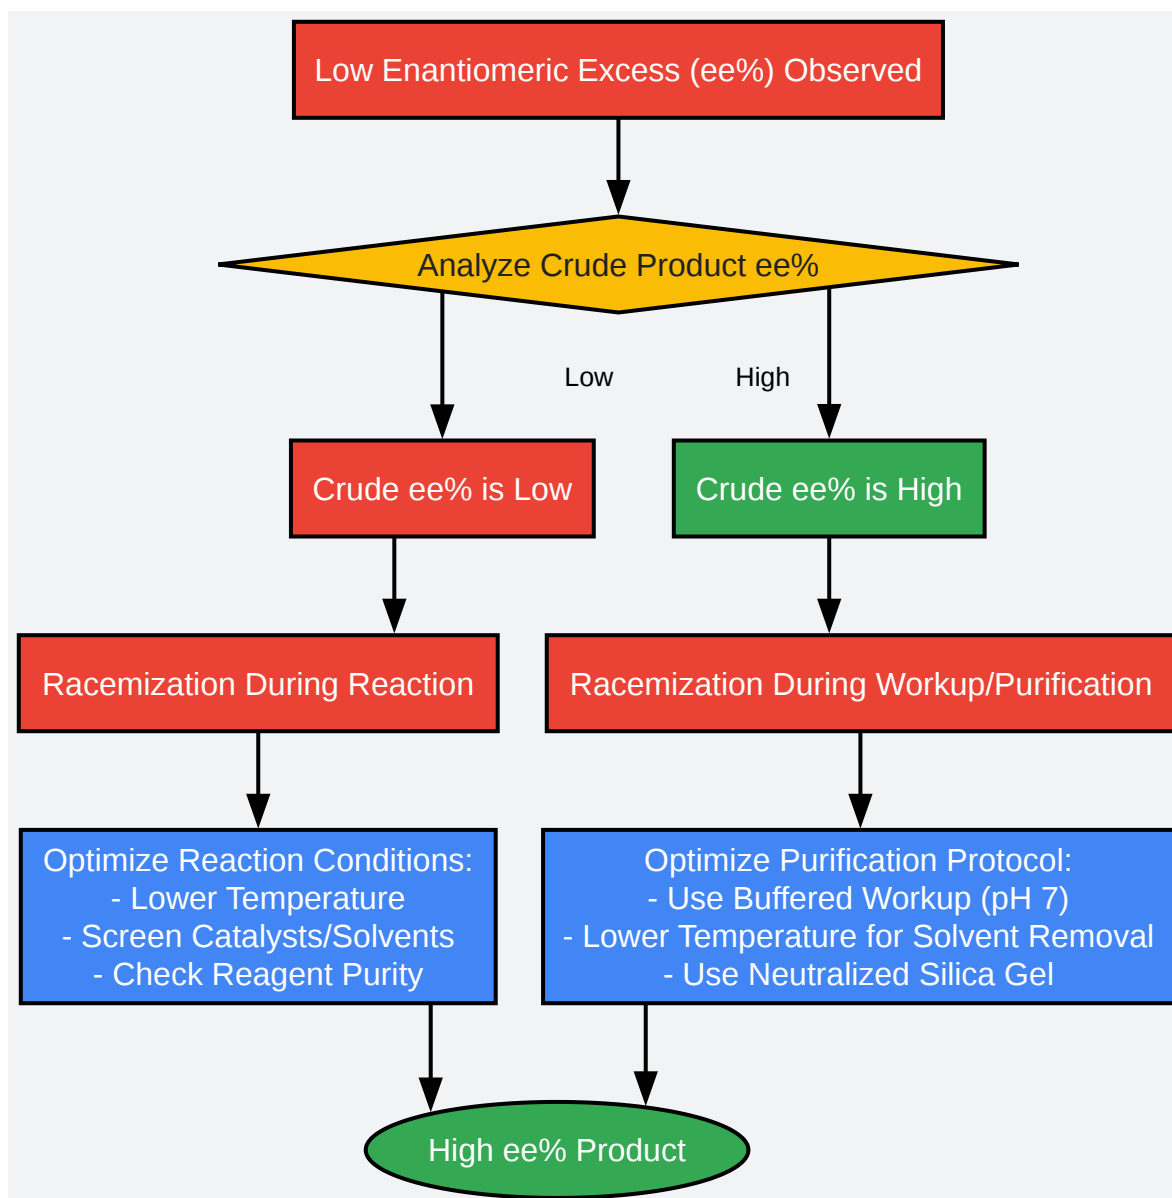 Low Enantiomeric Excess (ee%) Observed
Analyze Crude Product ee%
Low
High
Crude ee% is Low
Crude ee% is High
Racemization During Reaction
Racemization During Workup/Purification
Optimize Reaction Conditions:
- Lower Temperature
- Screen Catalysts/Solvents
- Check Reagent Purity
Optimize Purification Protocol:
- Use Buffered Workup (pH 7)
- Lower Temperature for Solvent Removal
- Use Neutralized Silica Gel
High ee% Product